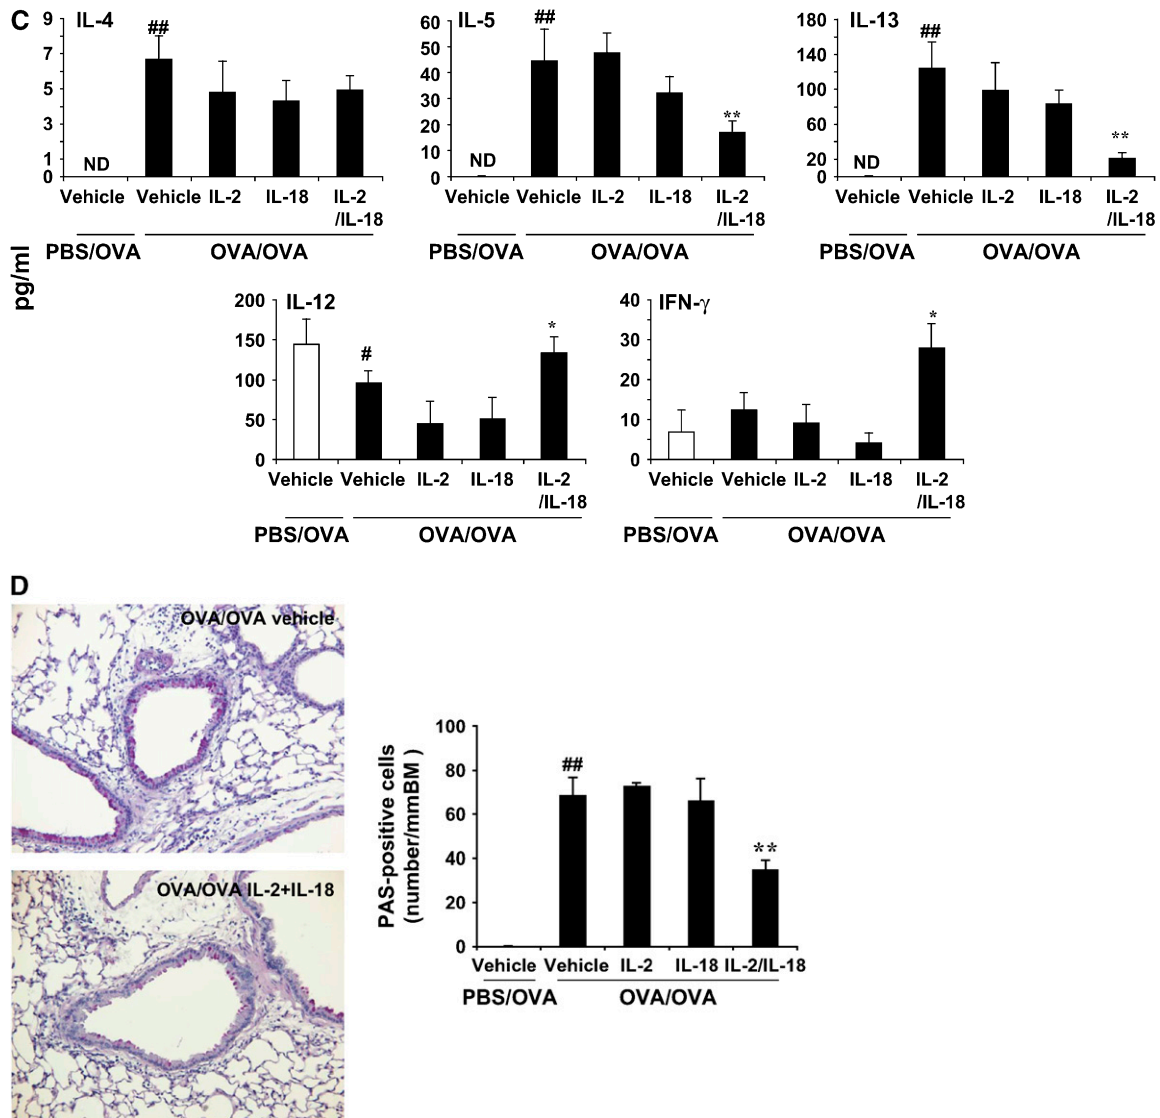 C
pg/ml
IL-4
9
7
5
3
1
0
##
ND
Vehicle Vehicle IL-2 IL-18 IL-2
/IL-18
PBS/OVA OVA/OVA
IL-5
60
50
40
30
20
10
0
##
**
ND
Vehicle Vehicle IL-2 IL-18 IL-2
/IL-18
PBS/OVA OVA/OVA
IL-13
180
140
100
60
20
0
##
**
ND
Vehicle Vehicle IL-2 IL-18 IL-2
/IL-18
PBS/OVA OVA/OVA
IL-12
200
150
100
50
0
#
*
Vehicle Vehicle IL-2 IL-18 IL-2
/IL-18
PBS/OVA OVA/OVA
IFN-γ
40
30
20
10
0
*
Vehicle Vehicle IL-2 IL-18 IL-2
/IL-18
PBS/OVA OVA/OVA
D
OVA/OVA vehicle
OVA/OVA IL-2+IL-18
PAS-positive cells
(number/mmBM )
100
80
60
40
20
0
##
**
Vehicle Vehicle IL-2 IL-18 IL-2/IL-18
PBS/OVA OVA/OVA